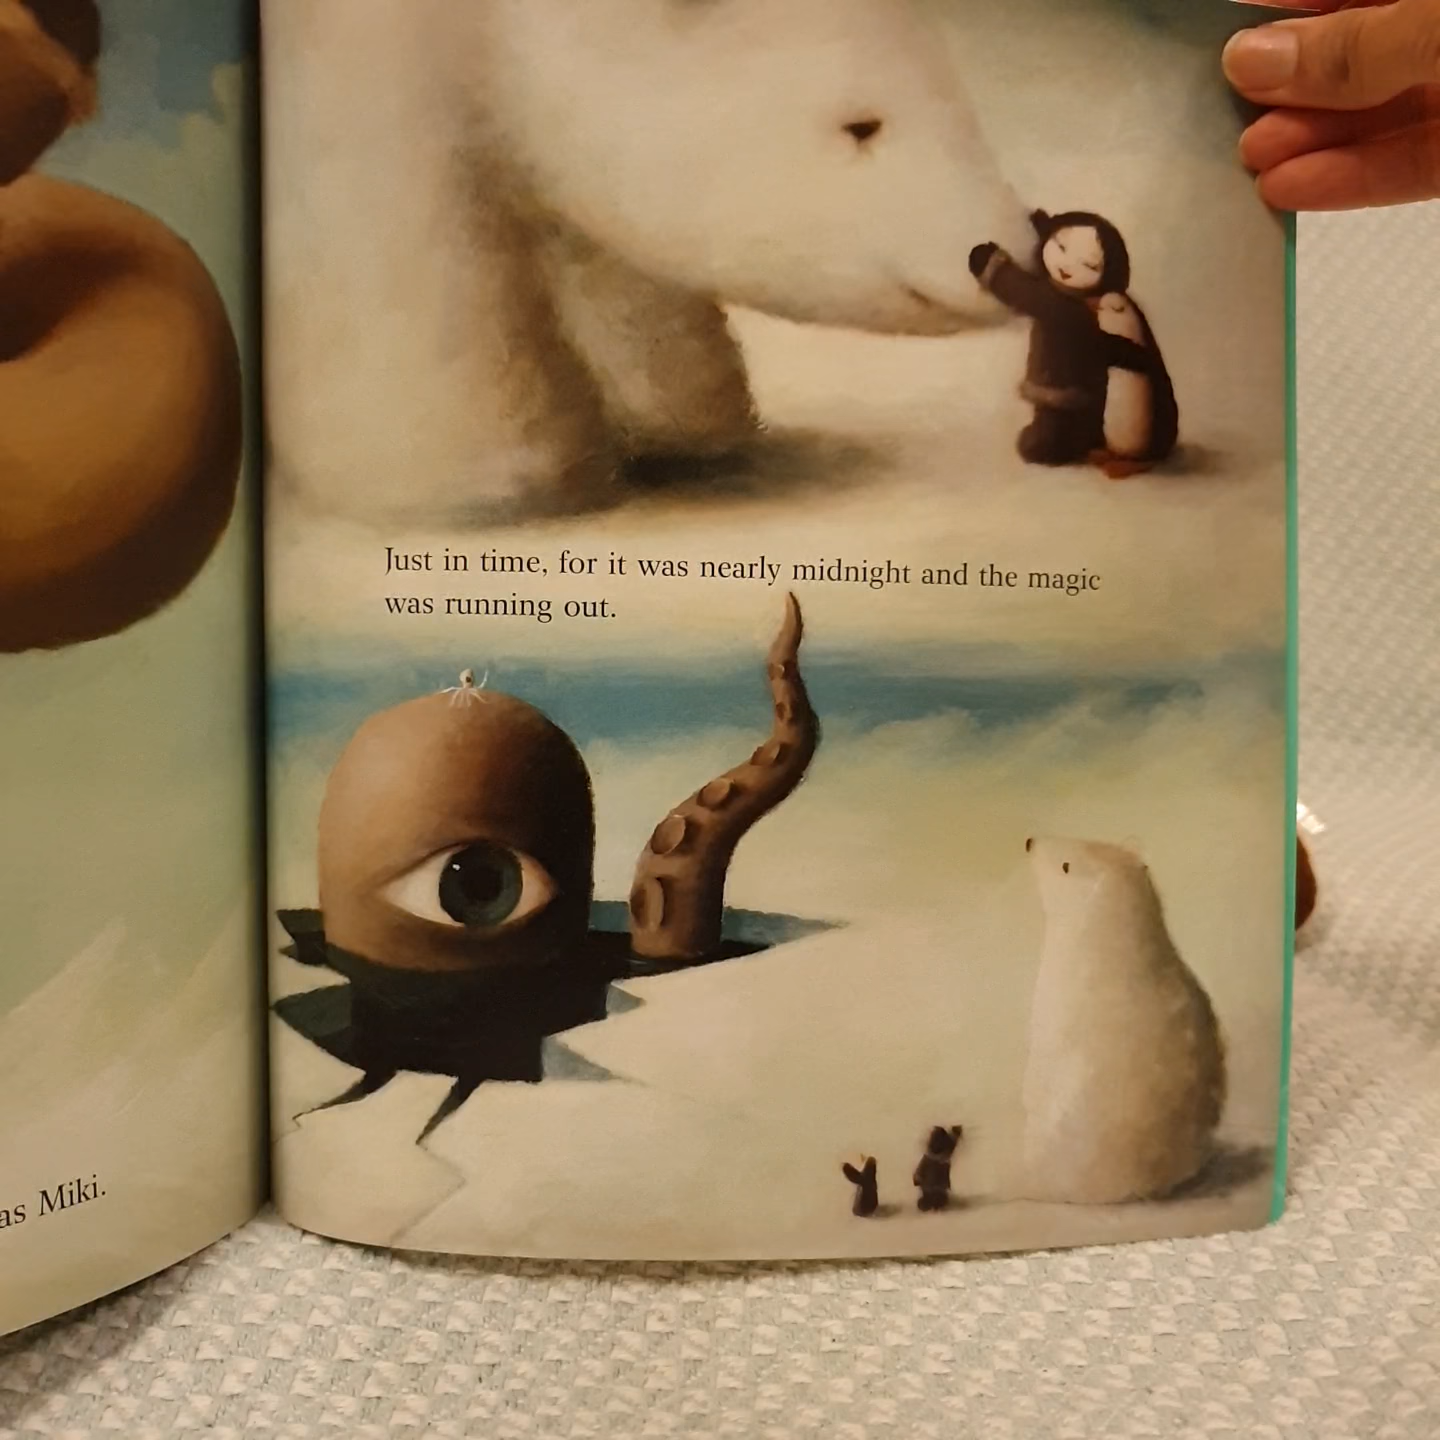 as Miki.
Just in time, for it was nearly midnight and the magic
was running out.